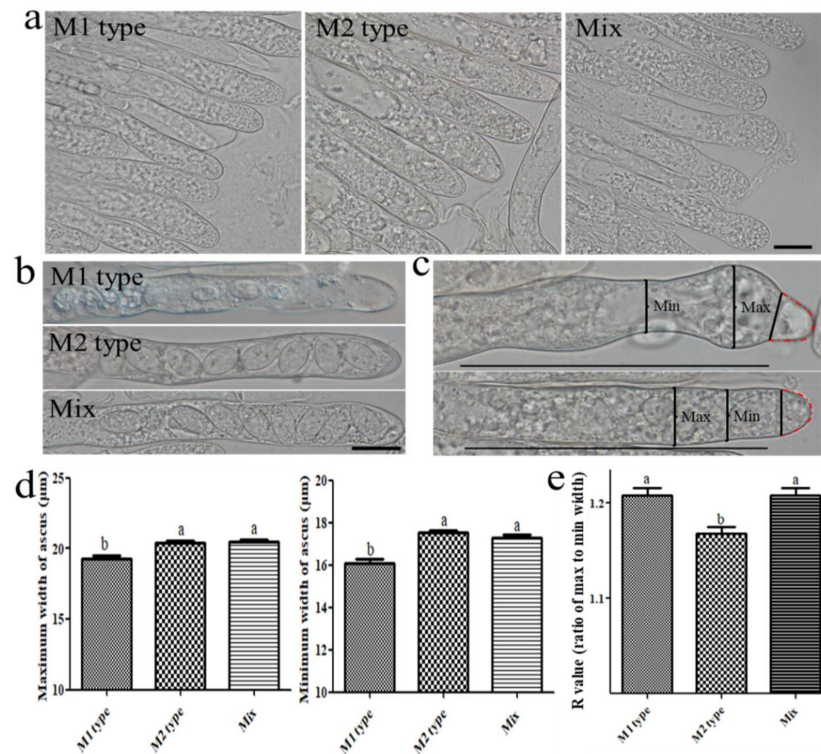 a
M1 type
M2 type
Mix
b
M1 type
M2 type
Mix
c
Min
Max
Max
Min
d
Maximum width of ascus (μm)
25
20
15
10
b
a
a
M1 type
M2 type
Mix
Minimum width of ascus (μm)
20
18
16
14
12
10
b
a
a
M1 type
M2 type
Mix
e
R value (ratio of max to min width)
1.2
1.1
a
b
a
M1 type
M2 type
Mix